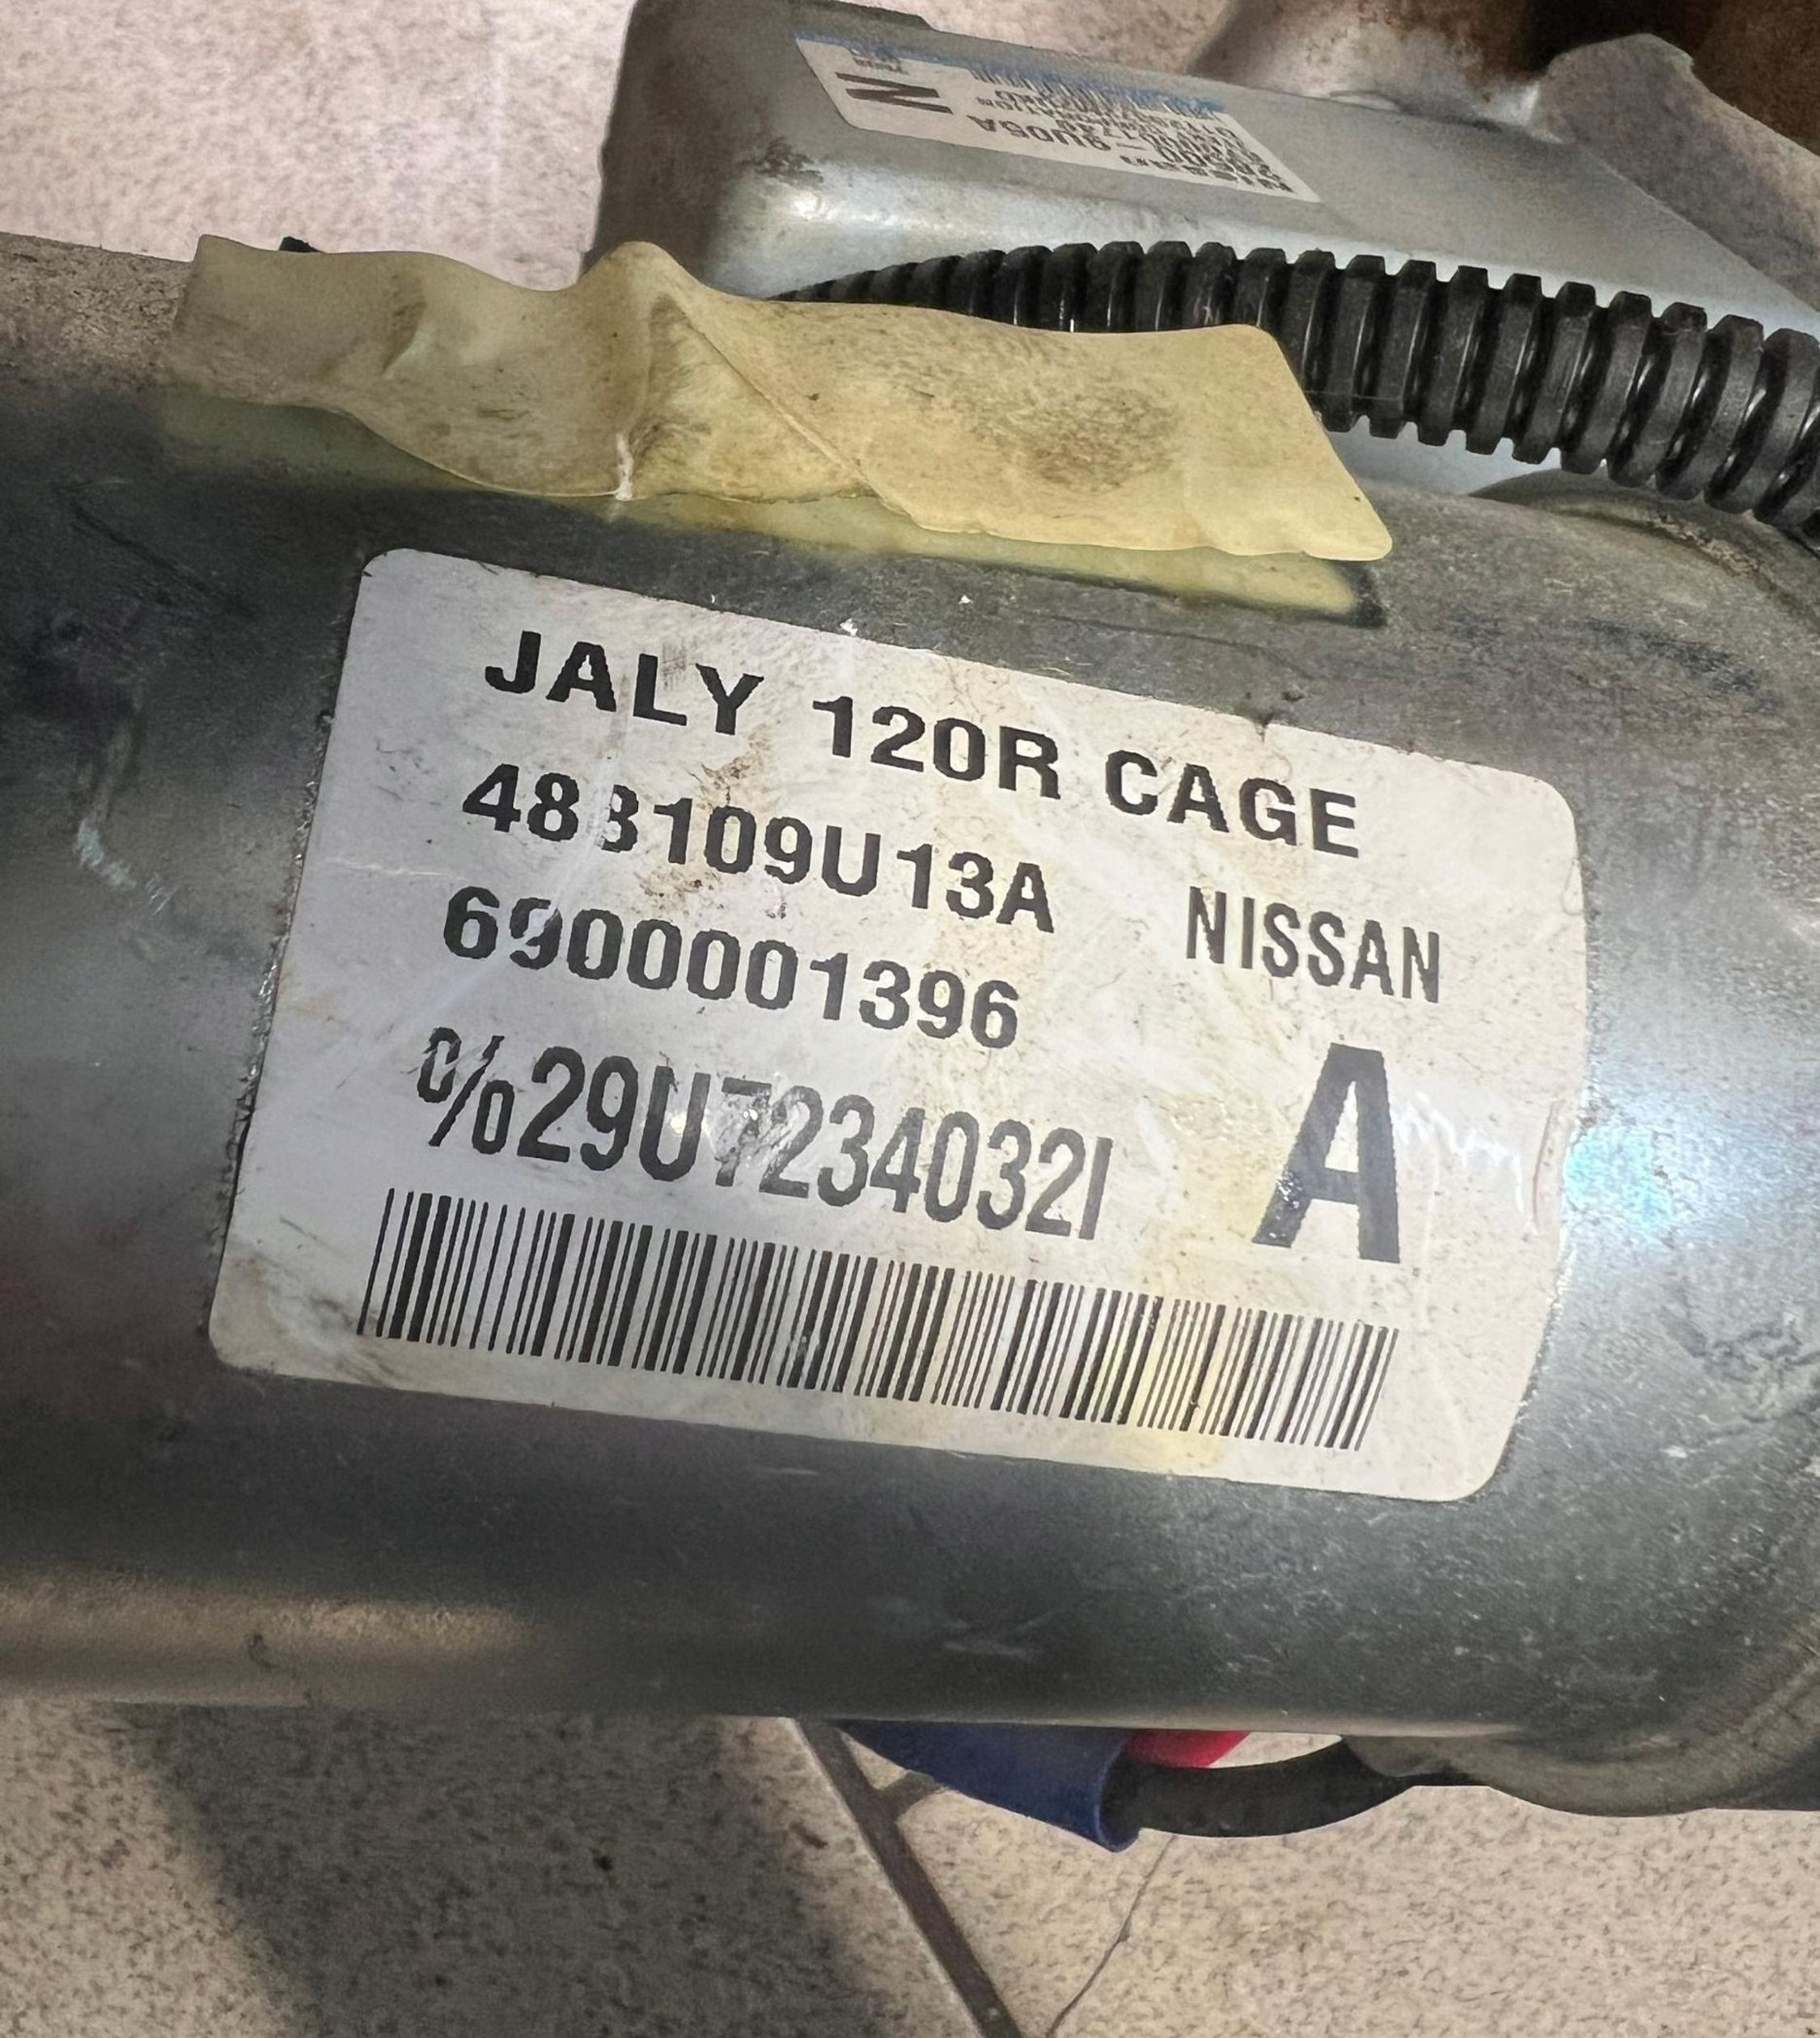 JALY 120R CAGE
488109U13A
NISSAN
6900001396
%29U7234032I
A